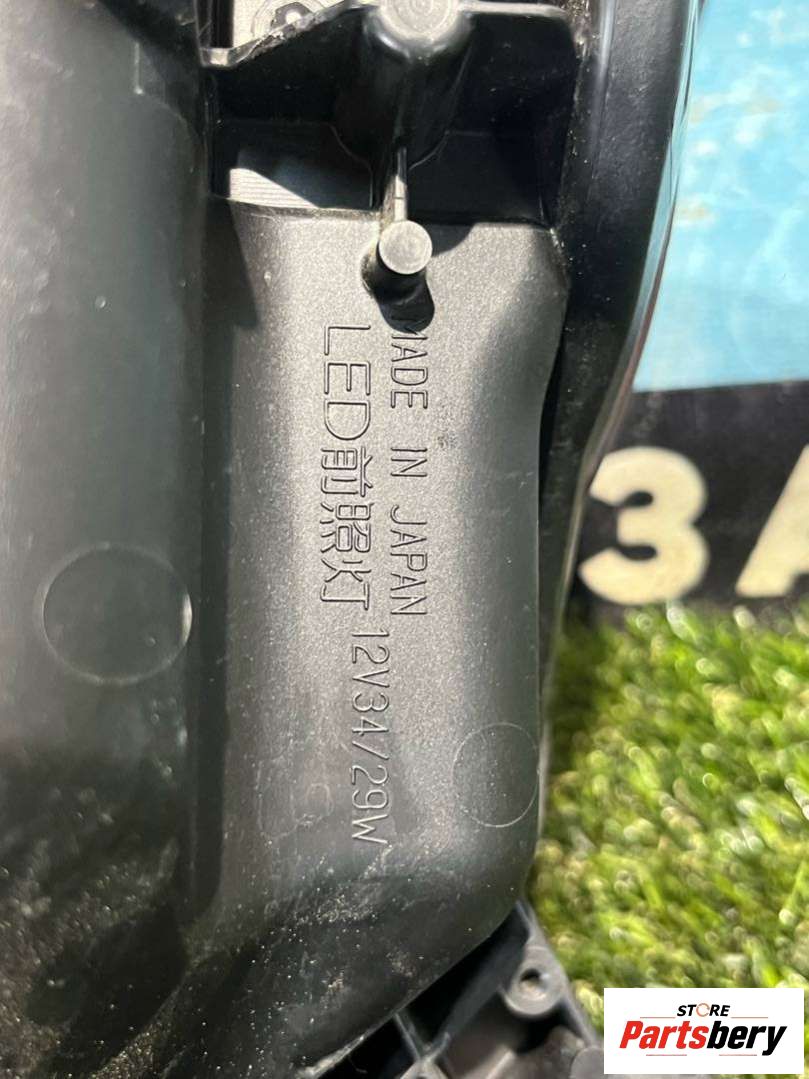 MADE IN JAPAN
LED前照灯 12V34/29W
3A
STORE
Partsbery